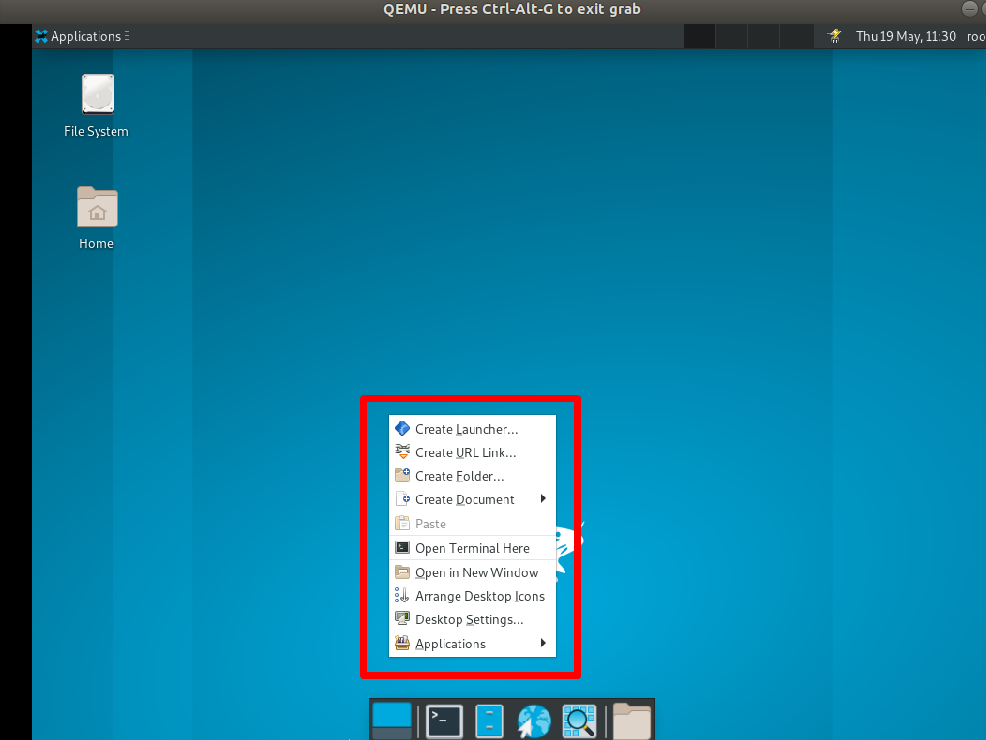 QEMU - Press Ctrl-Alt-G to exit grab
Applications
Thu 19 May, 11:30 roo
File System
Home
Create Launcher...
Create URL Link...
Create Folder...
Create Document
Paste
Open Terminal Here
Open in New Window
Arrange Desktop Icons
Desktop Settings...
Applications